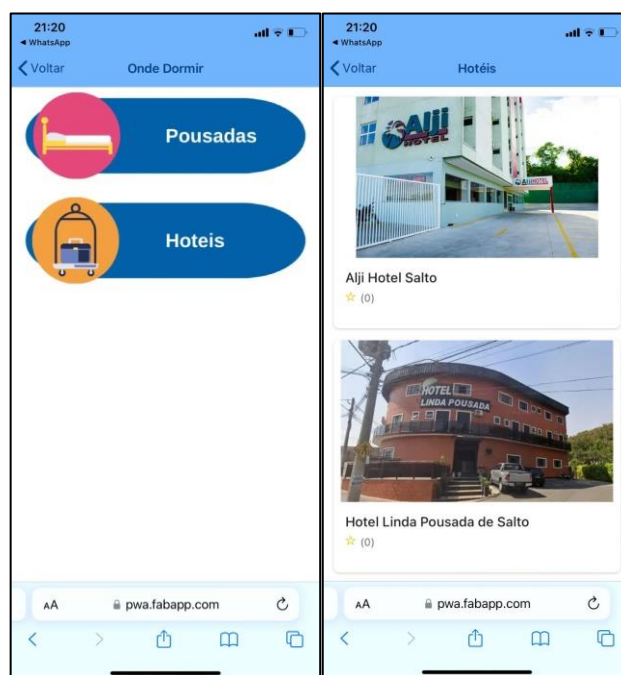 21:20
WhatsApp
Voltar
Onde Dormir
Pousadas
Hoteis
AA
pwa.fabapp.com
21:20
WhatsApp
Voltar
Hotéis
Alji
HOTEL
ALJIHOTEL
Alji Hotel Salto
(0)
HOTEL
LINDA POUSADA
Hotel Linda Pousada de Salto
(0)
AA
pwa.fabapp.com